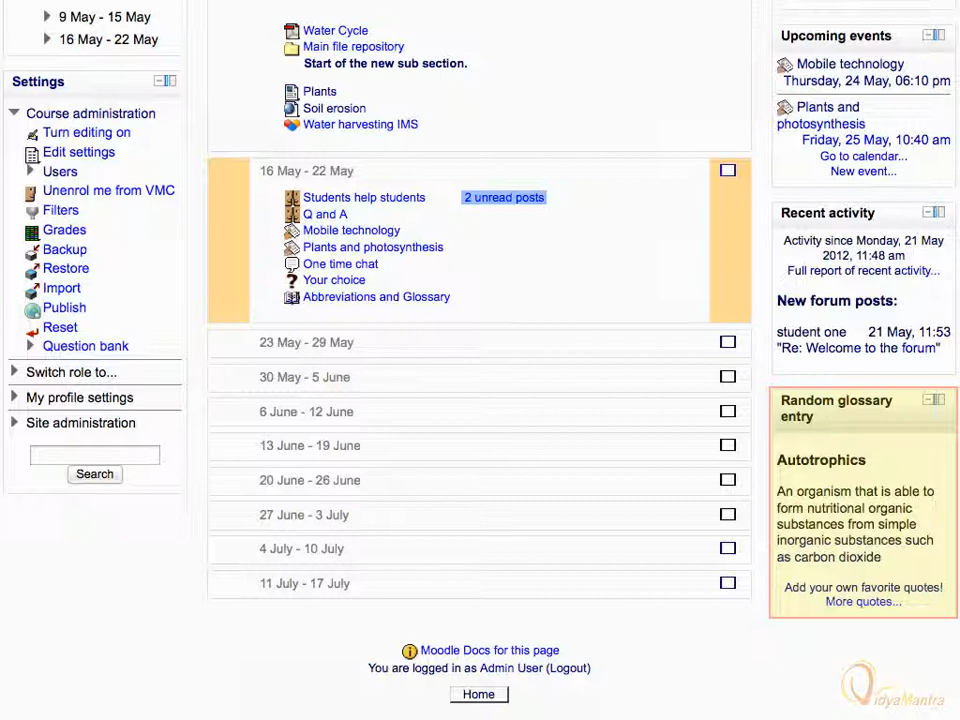 9 May - 15 May
16 May - 22 May
Settings
Course administration
Turn editing on
Edit settings
Users
Unenrol me from VMC
Filters
Grades
Backup
Restore
Import
Publish
Reset
Question bank
Switch role to...
My profile settings
Site administration
Search
Water Cycle
Main file repository
Start of the new sub section.
Plants
Soil erosion
Water harvesting IMS
16 May - 22 May
Students help students 2 unread posts
Q and A
Mobile technology
Plants and photosynthesis
One time chat
Your choice
Abbreviations and Glossary
23 May - 29 May
30 May - 5 June
6 June - 12 June
13 June - 19 June
20 June - 26 June
27 June - 3 July
4 July - 10 July
11 July - 17 July
Moodle Docs for this page
You are logged in as Admin User (Logout)
Home
Upcoming events
Mobile technology
Thursday, 24 May, 06:10 pm
Plants and
photosynthesis
Friday, 25 May, 10:40 am
Go to calendar...
New event...
Recent activity
Activity since Monday, 21 May
2012, 11:48 am
Full report of recent activity...
New forum posts:
student one 21 May, 11:53
"Re: Welcome to the forum"
Random glossary
entry
Autotrophics
An organism that is able to
form nutritional organic
substances from simple
inorganic substances such
as carbon dioxide
Add your own favorite quotes!
More quotes...
VidyaMantra